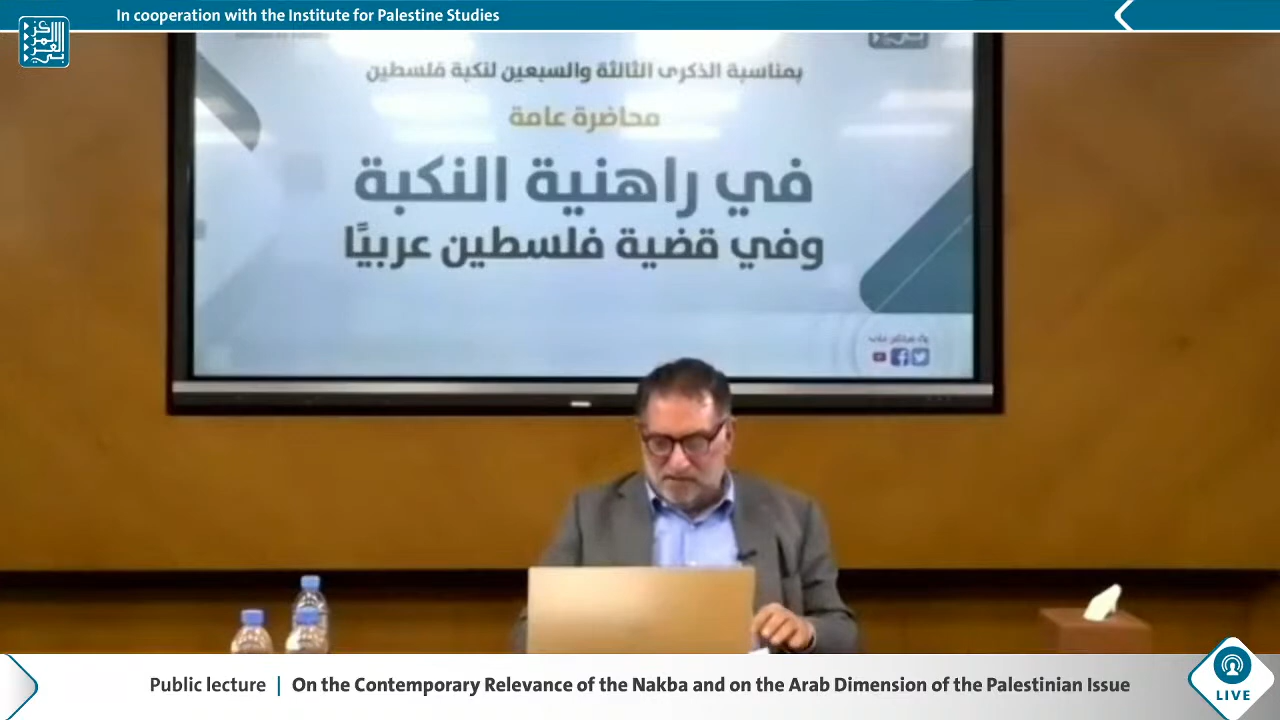 In cooperation with the Institute for Palestine Studies
بمناسبة الذكرى الثالثة والسبعين لنكبة فلسطين
محاضرة عامة
في راهنية النكبة
وفي قضية فلسطين عربيًا
Public lecture | On the Contemporary Relevance of the Nakba and on the Arab Dimension of the Palestinian Issue
LIVE